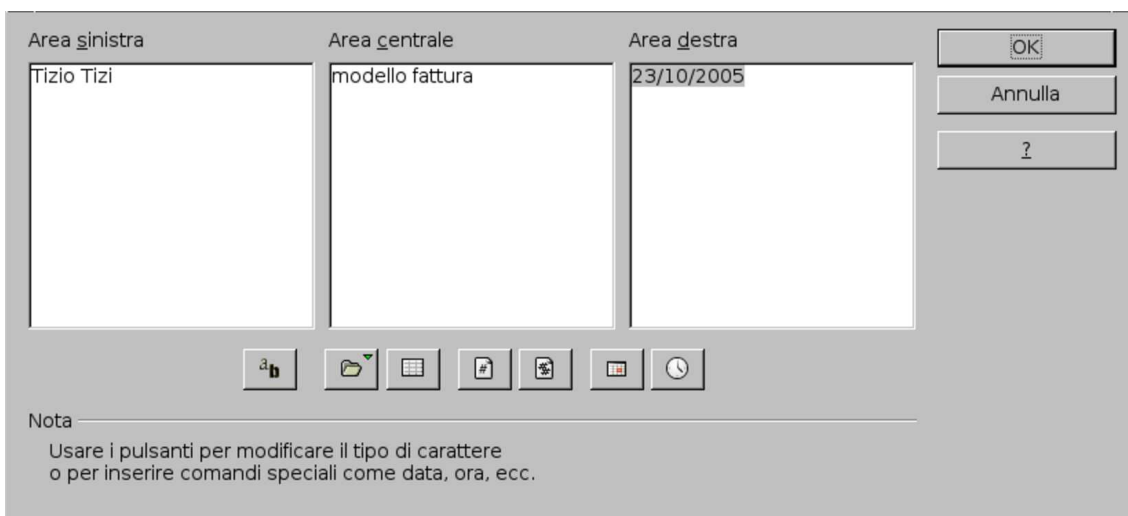 Area sinistra
Area centrale
Area destra
OK
Tizio Tizi
modello fattura
23/10/2005
Annulla
?
ab
#
Nota
Usare i pulsanti per modificare il tipo di carattere
o per inserire comandi speciali come data, ora, ecc.